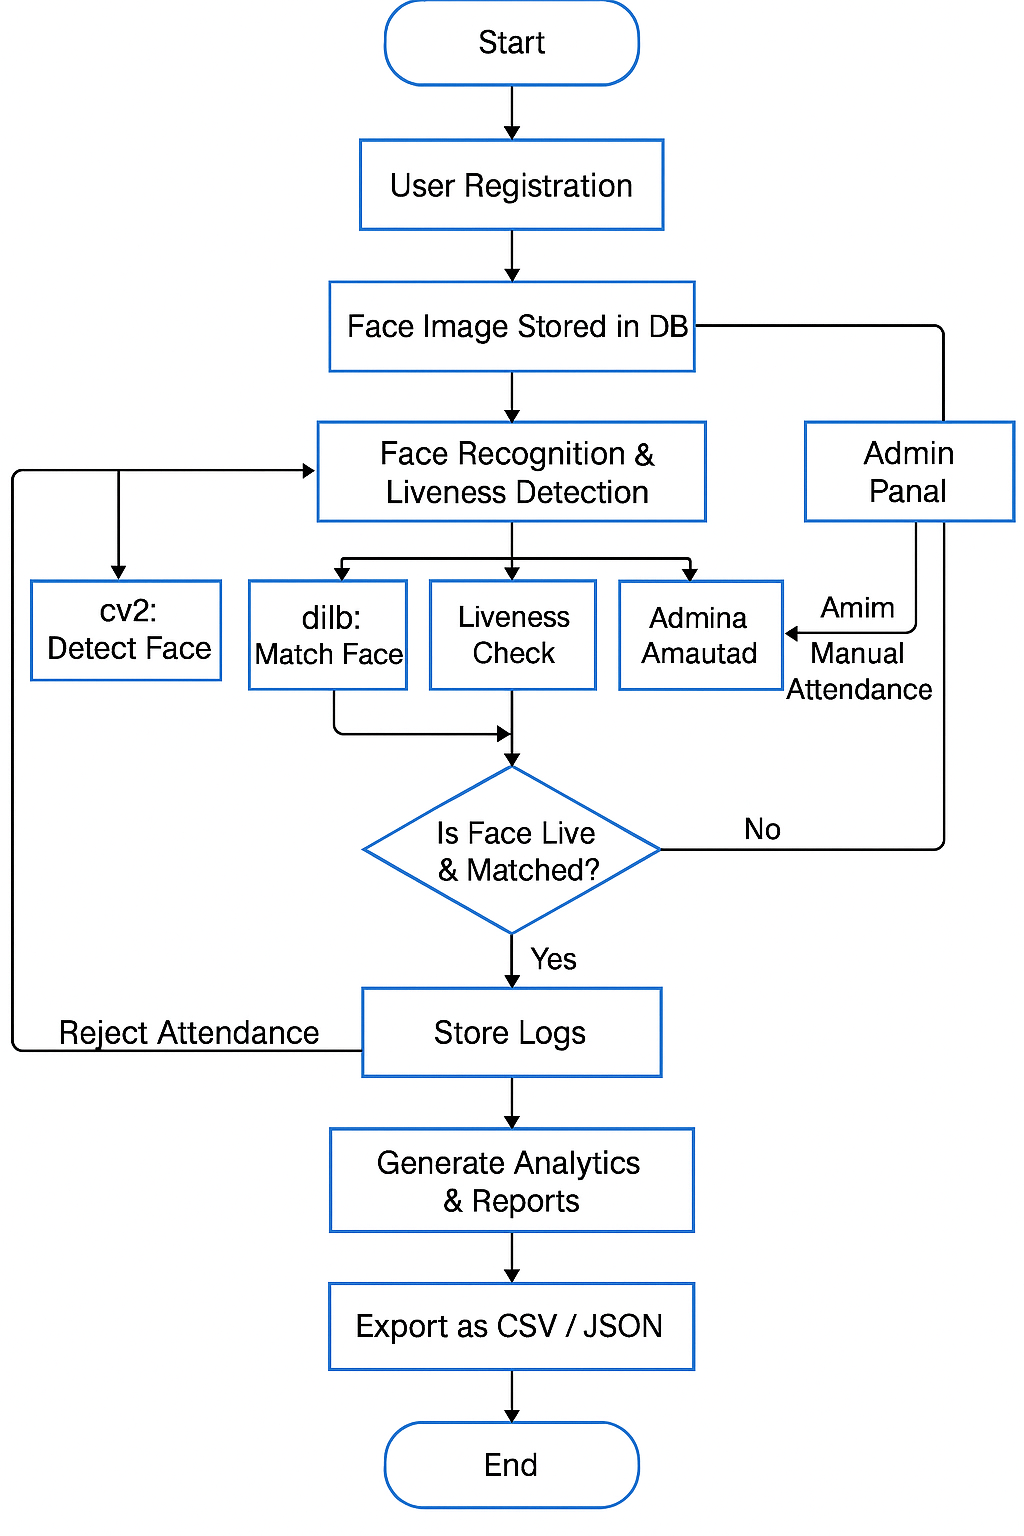 Start
User Registration
Face Image Stored in DB
Face Recognition &
Liveness Detection
Admin
Panal
cv2:
Detect Face
dilb:
Match Face
Liveness
Check
Admina
Amautad
Amim
Manual
Attendance
Is Face Live
& Matched?
No
Yes
Reject Attendance
Store Logs
Generate Analytics
& Reports
Export as CSV / JSON
End